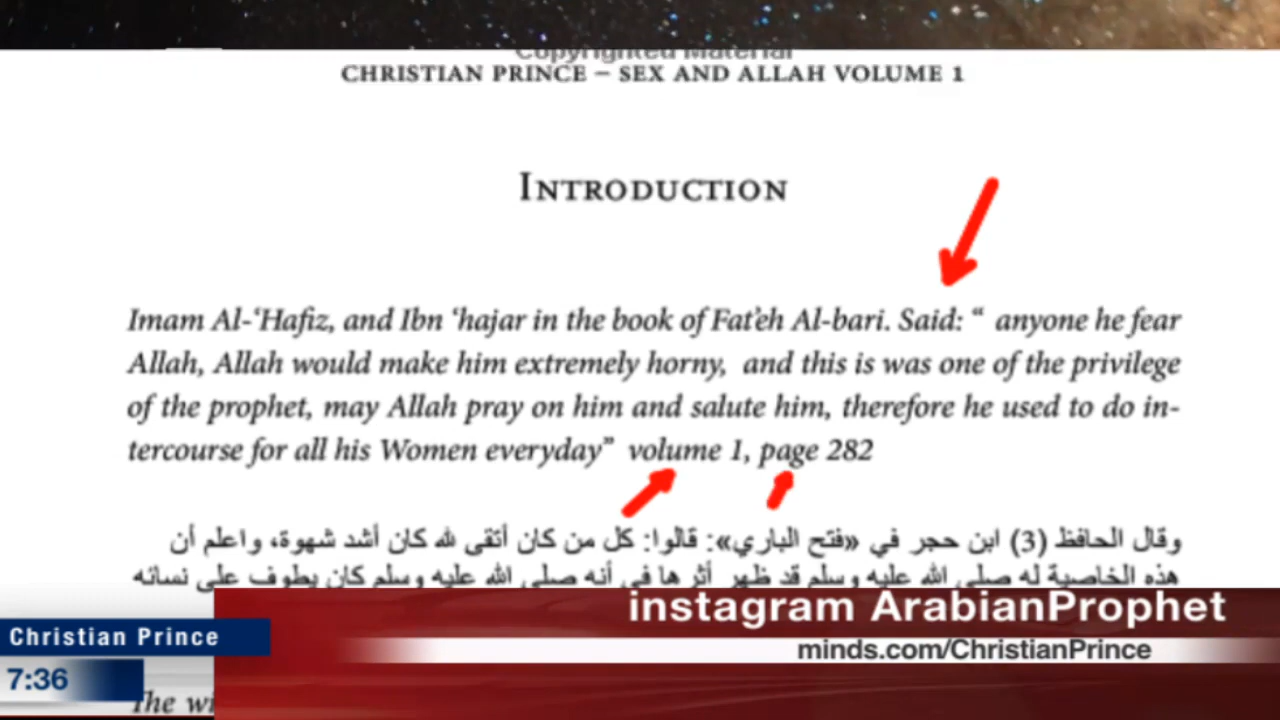 Copyrighted Material
CHRISTIAN PRINCE – SEX AND ALLAH VOLUME 1
INTRODUCTION
Imam Al-‘Hafiz, and Ibn ‘hajar in the book of Fat’eh Al-bari. Said: “ anyone he fear
Allah, Allah would make him extremely horny, and this is was one of the privilege
of the prophet, may Allah pray on him and salute him, therefore he used to do in-
tercourse for all his Women everyday” volume 1, page 282
وقال الحافظ (3) ابن حجر في «فتح الباري»: قالوا: كل من كان أتقى لله كان أشد شهوة، واعلم أن
هذه الخاصية له صلى الله عليه وسلم قد ظهر أثرها في أنه صلى الله عليه وسلم كان يطوف على نسائه
instagram ArabianProphet
Christian Prince
minds.com/ChristianPrince
7:36
The wi